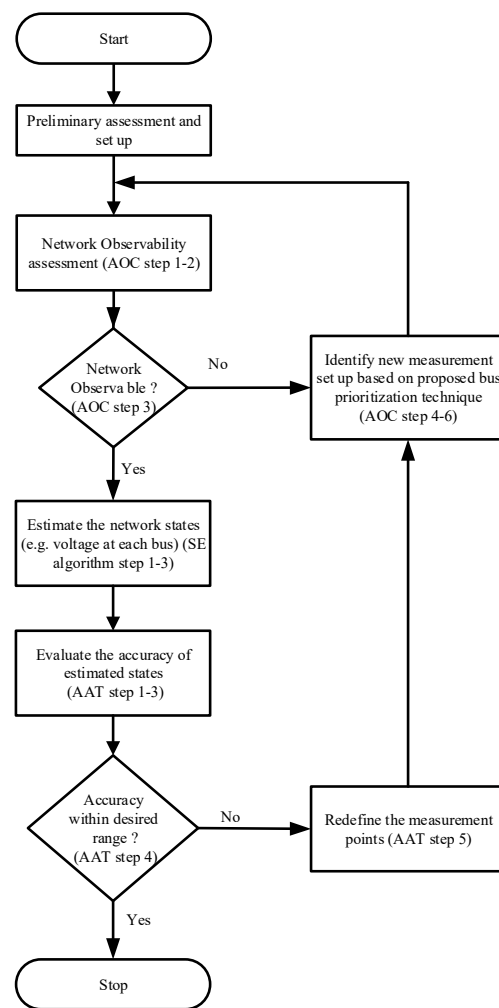 Start
Preliminary assessment and
set up
Network Observability
assessment (AOC step 1-2)
Network
Observable ?
(AOC step 3)
No
Identify new measurement
set up based on proposed bus
prioritization technique
(AOC step 4-6)
Yes
Estimate the network states
(e.g. voltage at each bus) (SE
algorithm step 1-3)
Evaluate the accuracy of
estimated states
(AAT step 1-3)
Accuracy
within desired
range ?
(AAT step 4)
No
Redefine the measurement
points (AAT step 5)
Yes
Stop